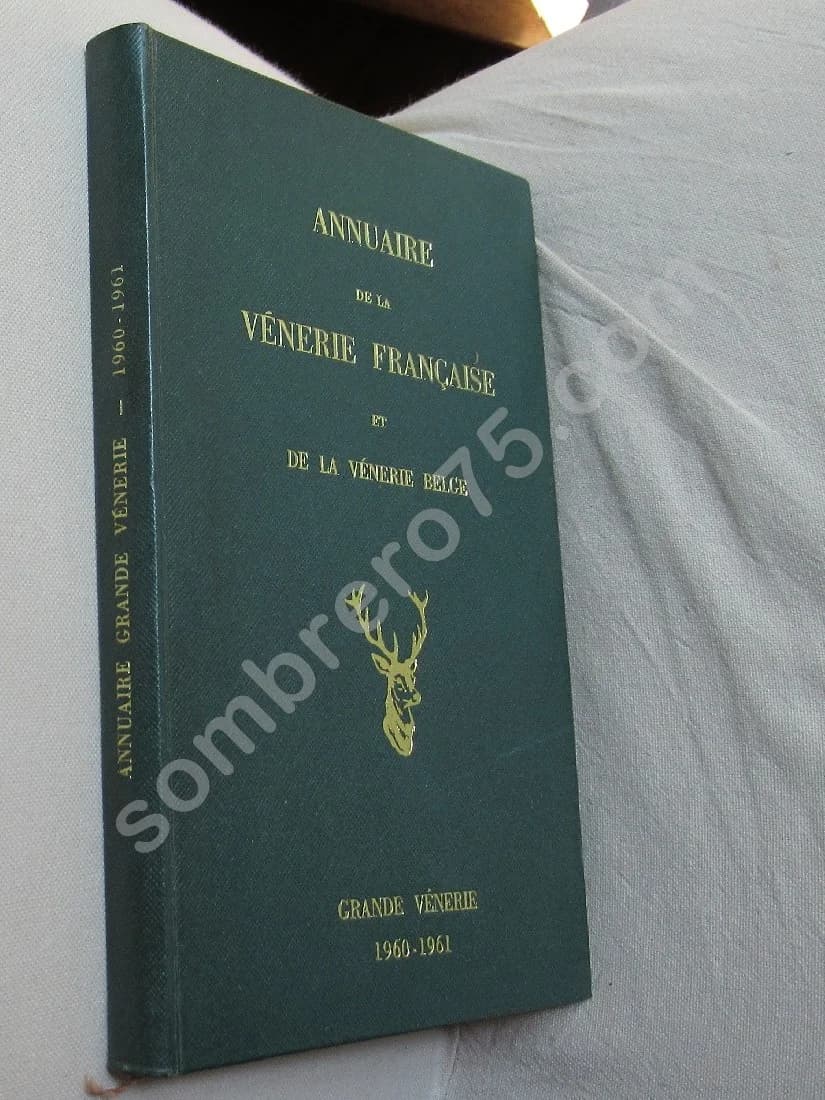 ANNUAIRE
DE LA
VÉNERIE FRANÇAISE
ET
DE LA VÉNERIE BELGE
GRANDE VÉNERIE
1960-1961
ANNUAIRE GRANDE VÉNERIE — 1960-1961
sombrero75.com